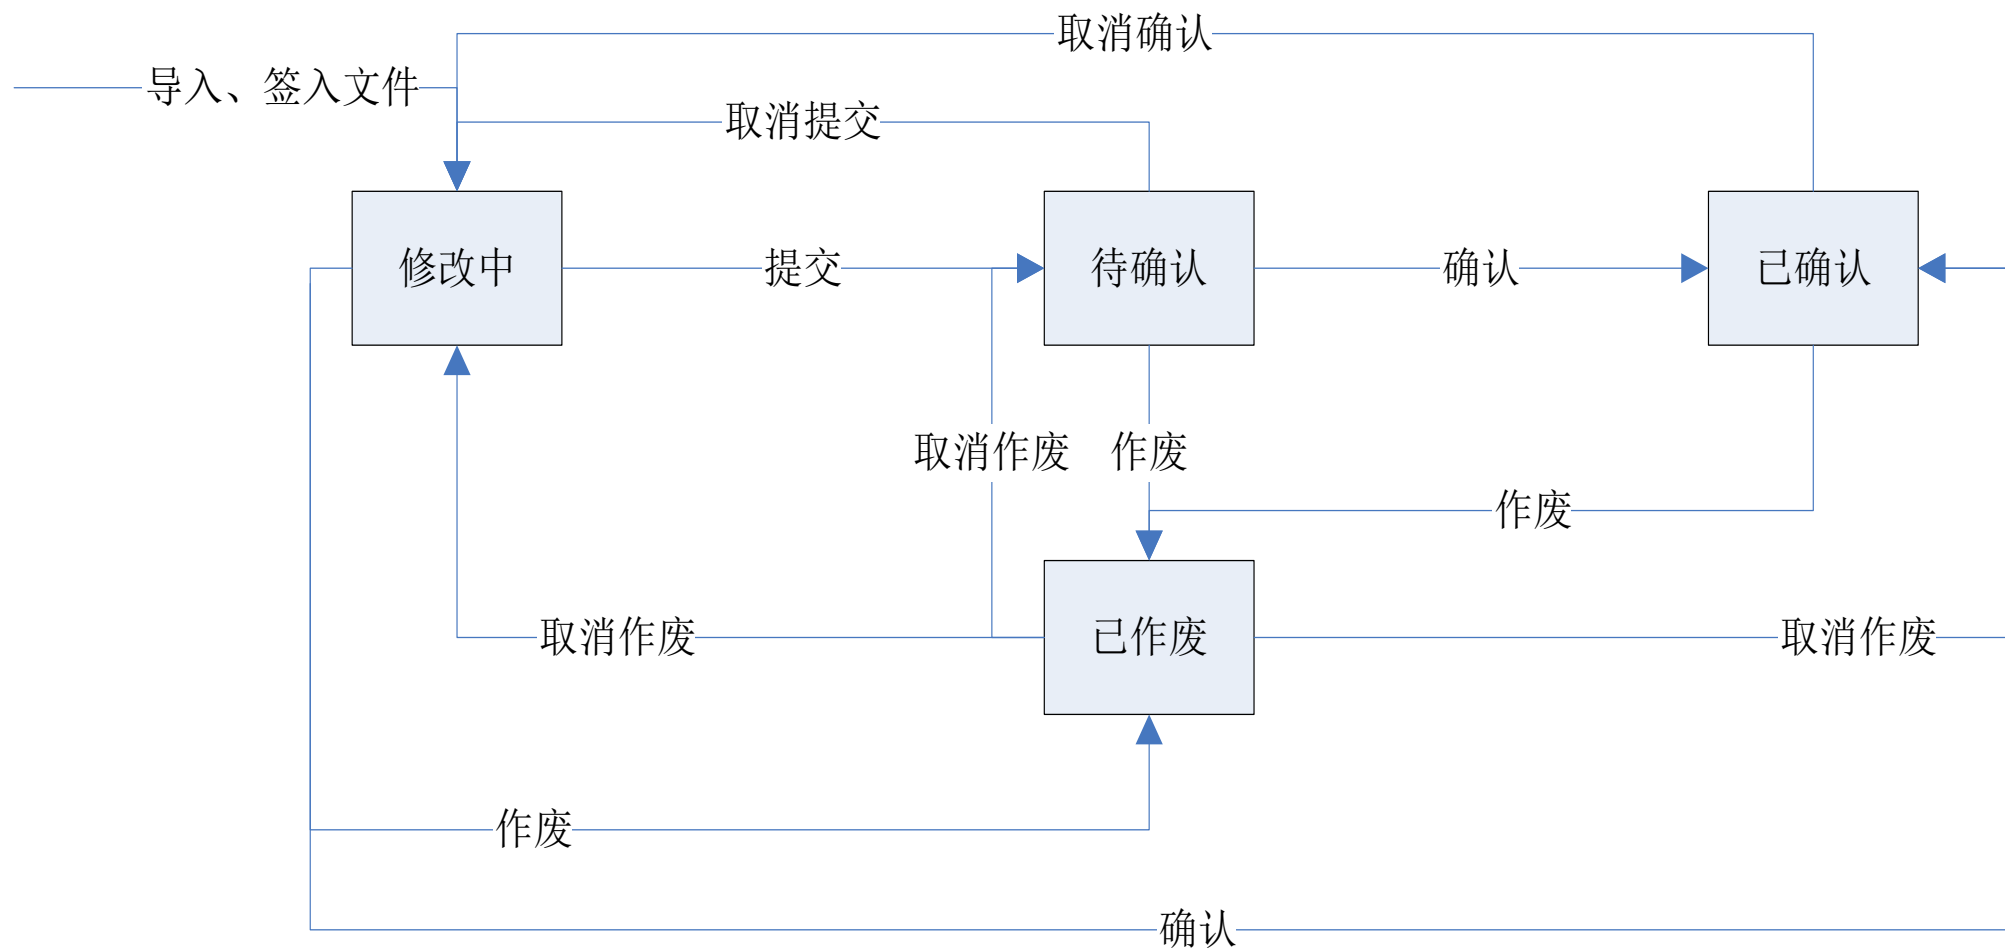 取消确认
导入、签入文件
取消提交
修改中
提交
待确认
确认
已确认
取消作废
作废
作废
取消作废
已作废
取消作废
作废
确认